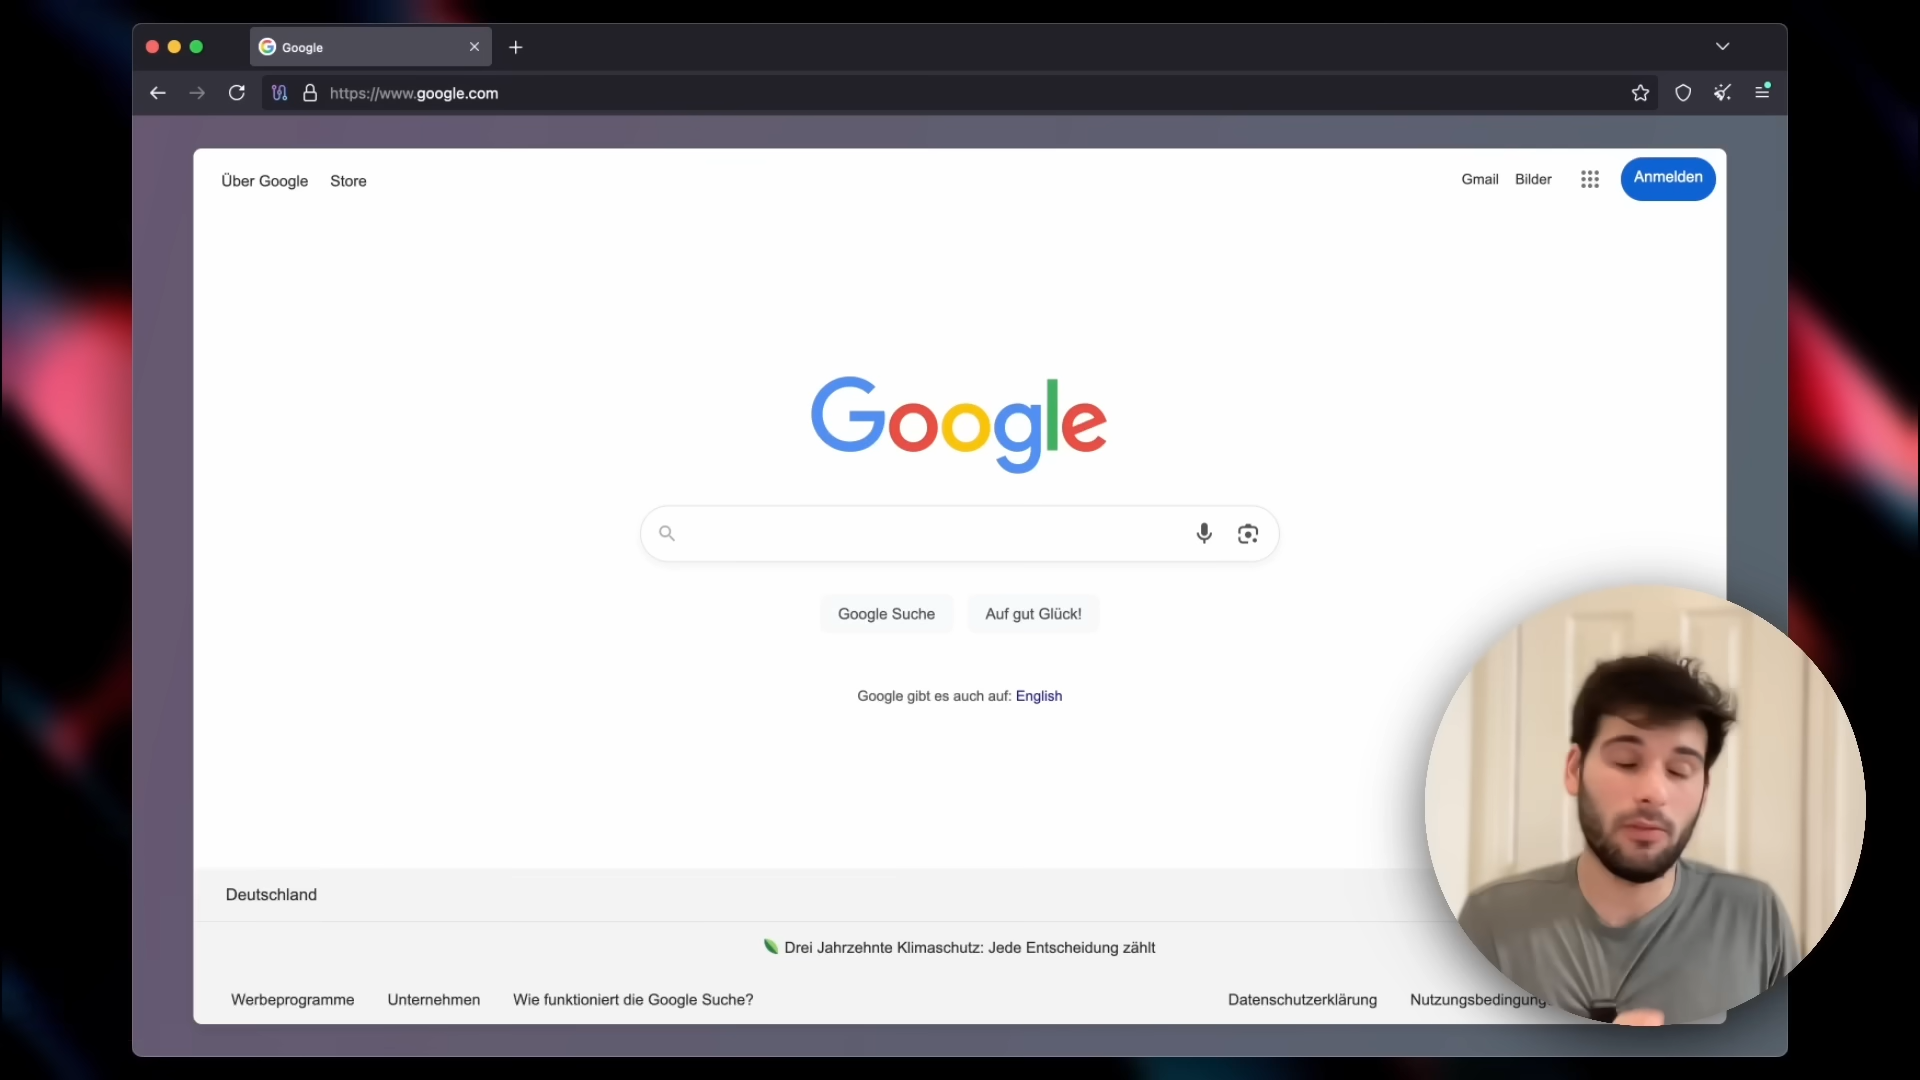 Google
https://www.google.com
Über Google Store
Gmail Bilder Anmelden
Google
Google Suche Auf gut Glück!
Google gibt es auch auf: English
Deutschland
Drei Jahrzehnte Klimaschutz: Jede Entscheidung zählt
Werbeprogramme Unternehmen Wie funktioniert die Google Suche? Datenschutzerklärung